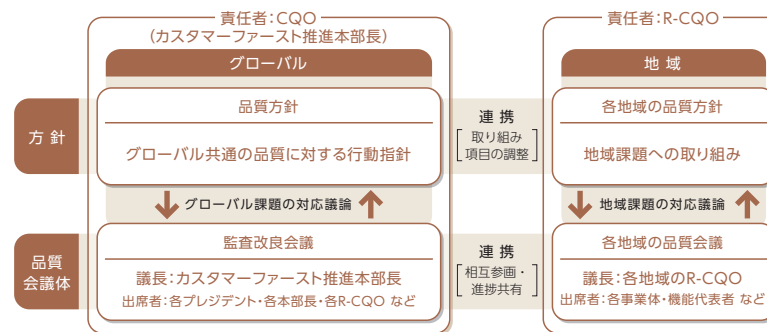 責任者：CQO
（カスタマーファースト推進本部長）
グローバル
責任者：R-CQO
地 域
方 針
品質方針
グローバル共通の品質に対する行動指針
連 携
取り組み
項目の調整
各地域の品質方針
地域課題への取り組み
グローバル課題の対応議論
地域課題の対応議論
品質
会議体
監査改良会議
議長：カスタマーファースト推進本部長
出席者：各プレジデント・各本部長・各R-CQO など
連 携
相互参画・
進捗共有
各地域の品質会議
議長：各地域のR-CQO
出席者：各事業体・機能代表者 など